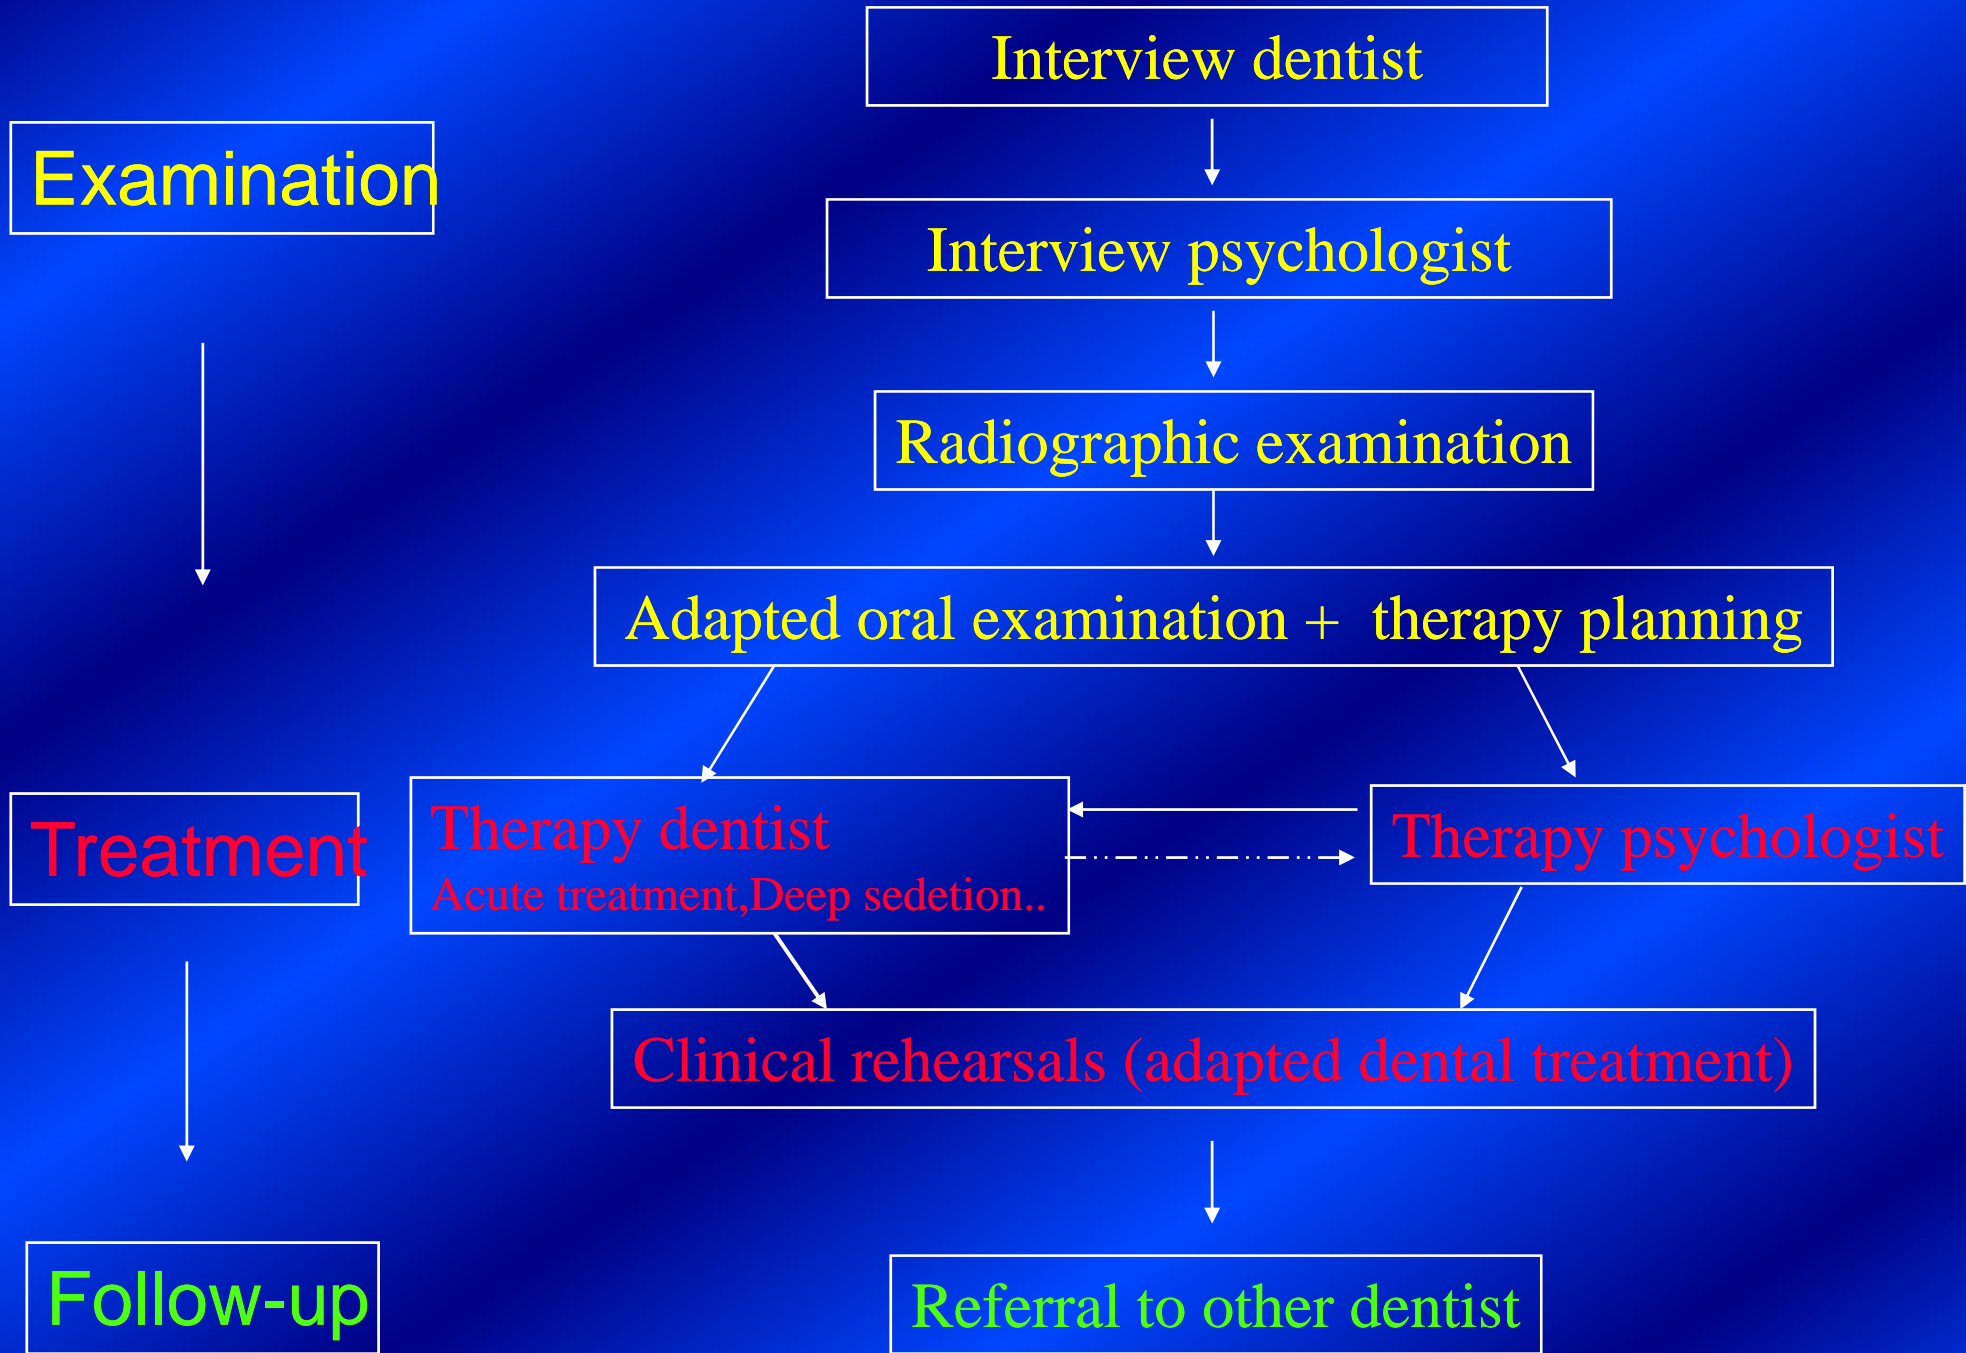 Interview dentist
Examination
Interview psychologist
Radiographic examination
Adapted oral examination + therapy planning
Treatment
Therapy dentist
Acute treatment,Deep sedetion..
Therapy psychologist
Clinical rehearsals (adapted dental treatment)
Follow-up
Referral to other dentist